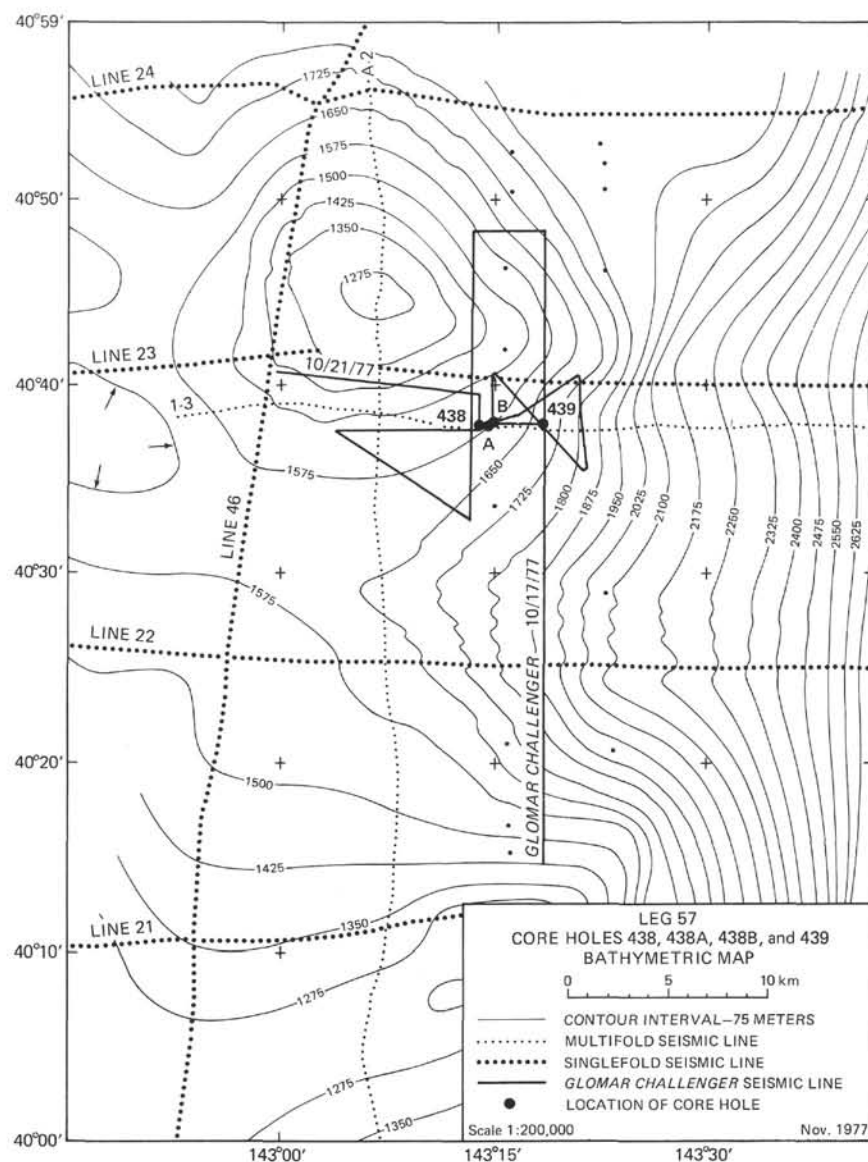 40°59'
LINE 24
A 2
1725
1650
1575
1500
1425
1350
1275
40°50'
LINE 23
10/21/77
40°40'
1-3
438
B
439
A
1575
1650
1725
1800
1875
1950
2025
2100
2175
2250
2325
2400
2475
2550
2625
LINE 46
40°30'
1575
LINE 22
GLOMAR CHALLENGER—10/17/77
40°20'
1500
1425
LINE 21
1350
40°10'
1275
1275
1350
40°00'
143°00'
143°15'
143°30'
LEG 57
CORE HOLES 438, 438A, 438B, and 439
BATHYMETRIC MAP
0 5 10 km
CONTOUR INTERVAL—75 METERS
MULTIFOLD SEISMIC LINE
SINGLEFOLD SEISMIC LINE
GLOMAR CHALLENGER SEISMIC LINE
LOCATION OF CORE HOLE
Scale 1:200,000 Nov. 1977